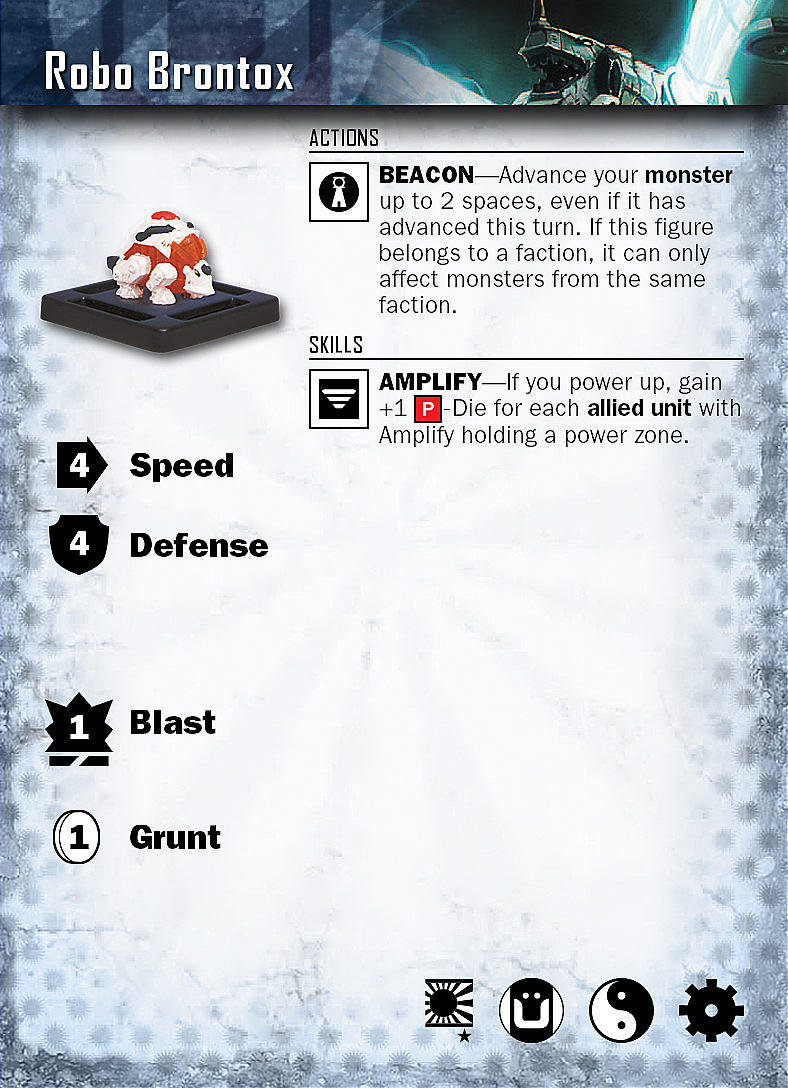 Robo Brontox
ACTIONS
BEACON—Advance your monster
up to 2 spaces, even if it has
advanced this turn. If this figure
belongs to a faction, it can only
affect monsters from the same
faction.
SKILLS
AMPLIFY—If you power up, gain
+1 P-Die for each allied unit with
Amplify holding a power zone.
4 Speed
4 Defense
1 Blast
1 Grunt